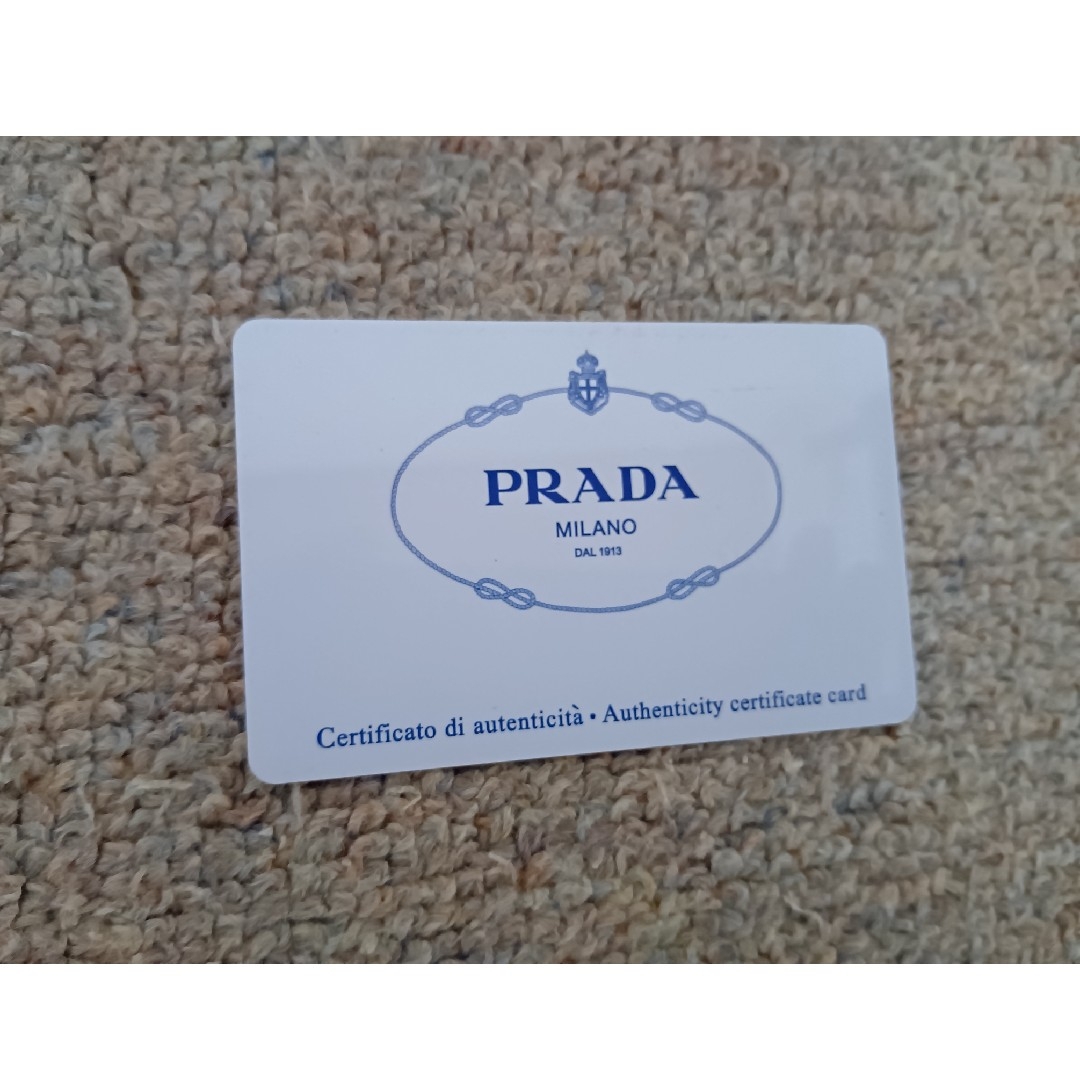 PRADA
MILANO
DAL 1913
Certificato di autenticità • Authenticity certificate card